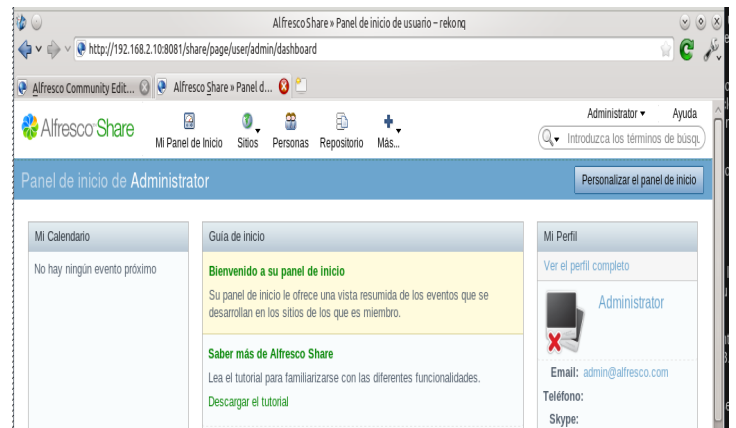 Alfresco Share » Panel de inicio de usuario – rekonq
http://192.168.2.10:8081/share/page/user/admin/dashboard
Alfresco Community Edit...
Alfresco Share » Panel d...
Alfresco Share
Mi Panel de Inicio
Sitios
Personas
Repositorio
Más...
Administrator
Ayuda
Introduzca los términos de búsq
Panel de inicio de Administrator
Personalizar el panel de inicio
Mi Calendario
No hay ningún evento próximo
Guía de inicio
Bienvenido a su panel de inicio
Su panel de inicio le ofrece una vista resumida de los eventos que se
desarrollan en los sitios de los que es miembro.
Saber más de Alfresco Share
Lea el tutorial para familiarizarse con las diferentes funcionalidades.
Descargar el tutorial
Mi Perfil
Ver el perfil completo
Administrator
Email: admin@alfresco.com
Teléfono:
Skype: